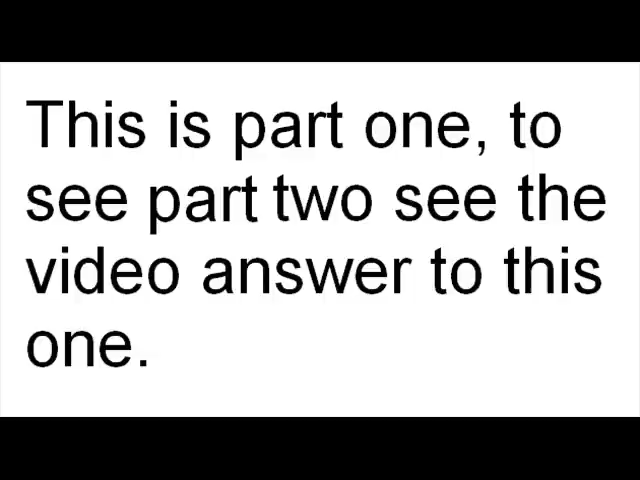 This is part one, to
see part two see the
video answer to this
one.